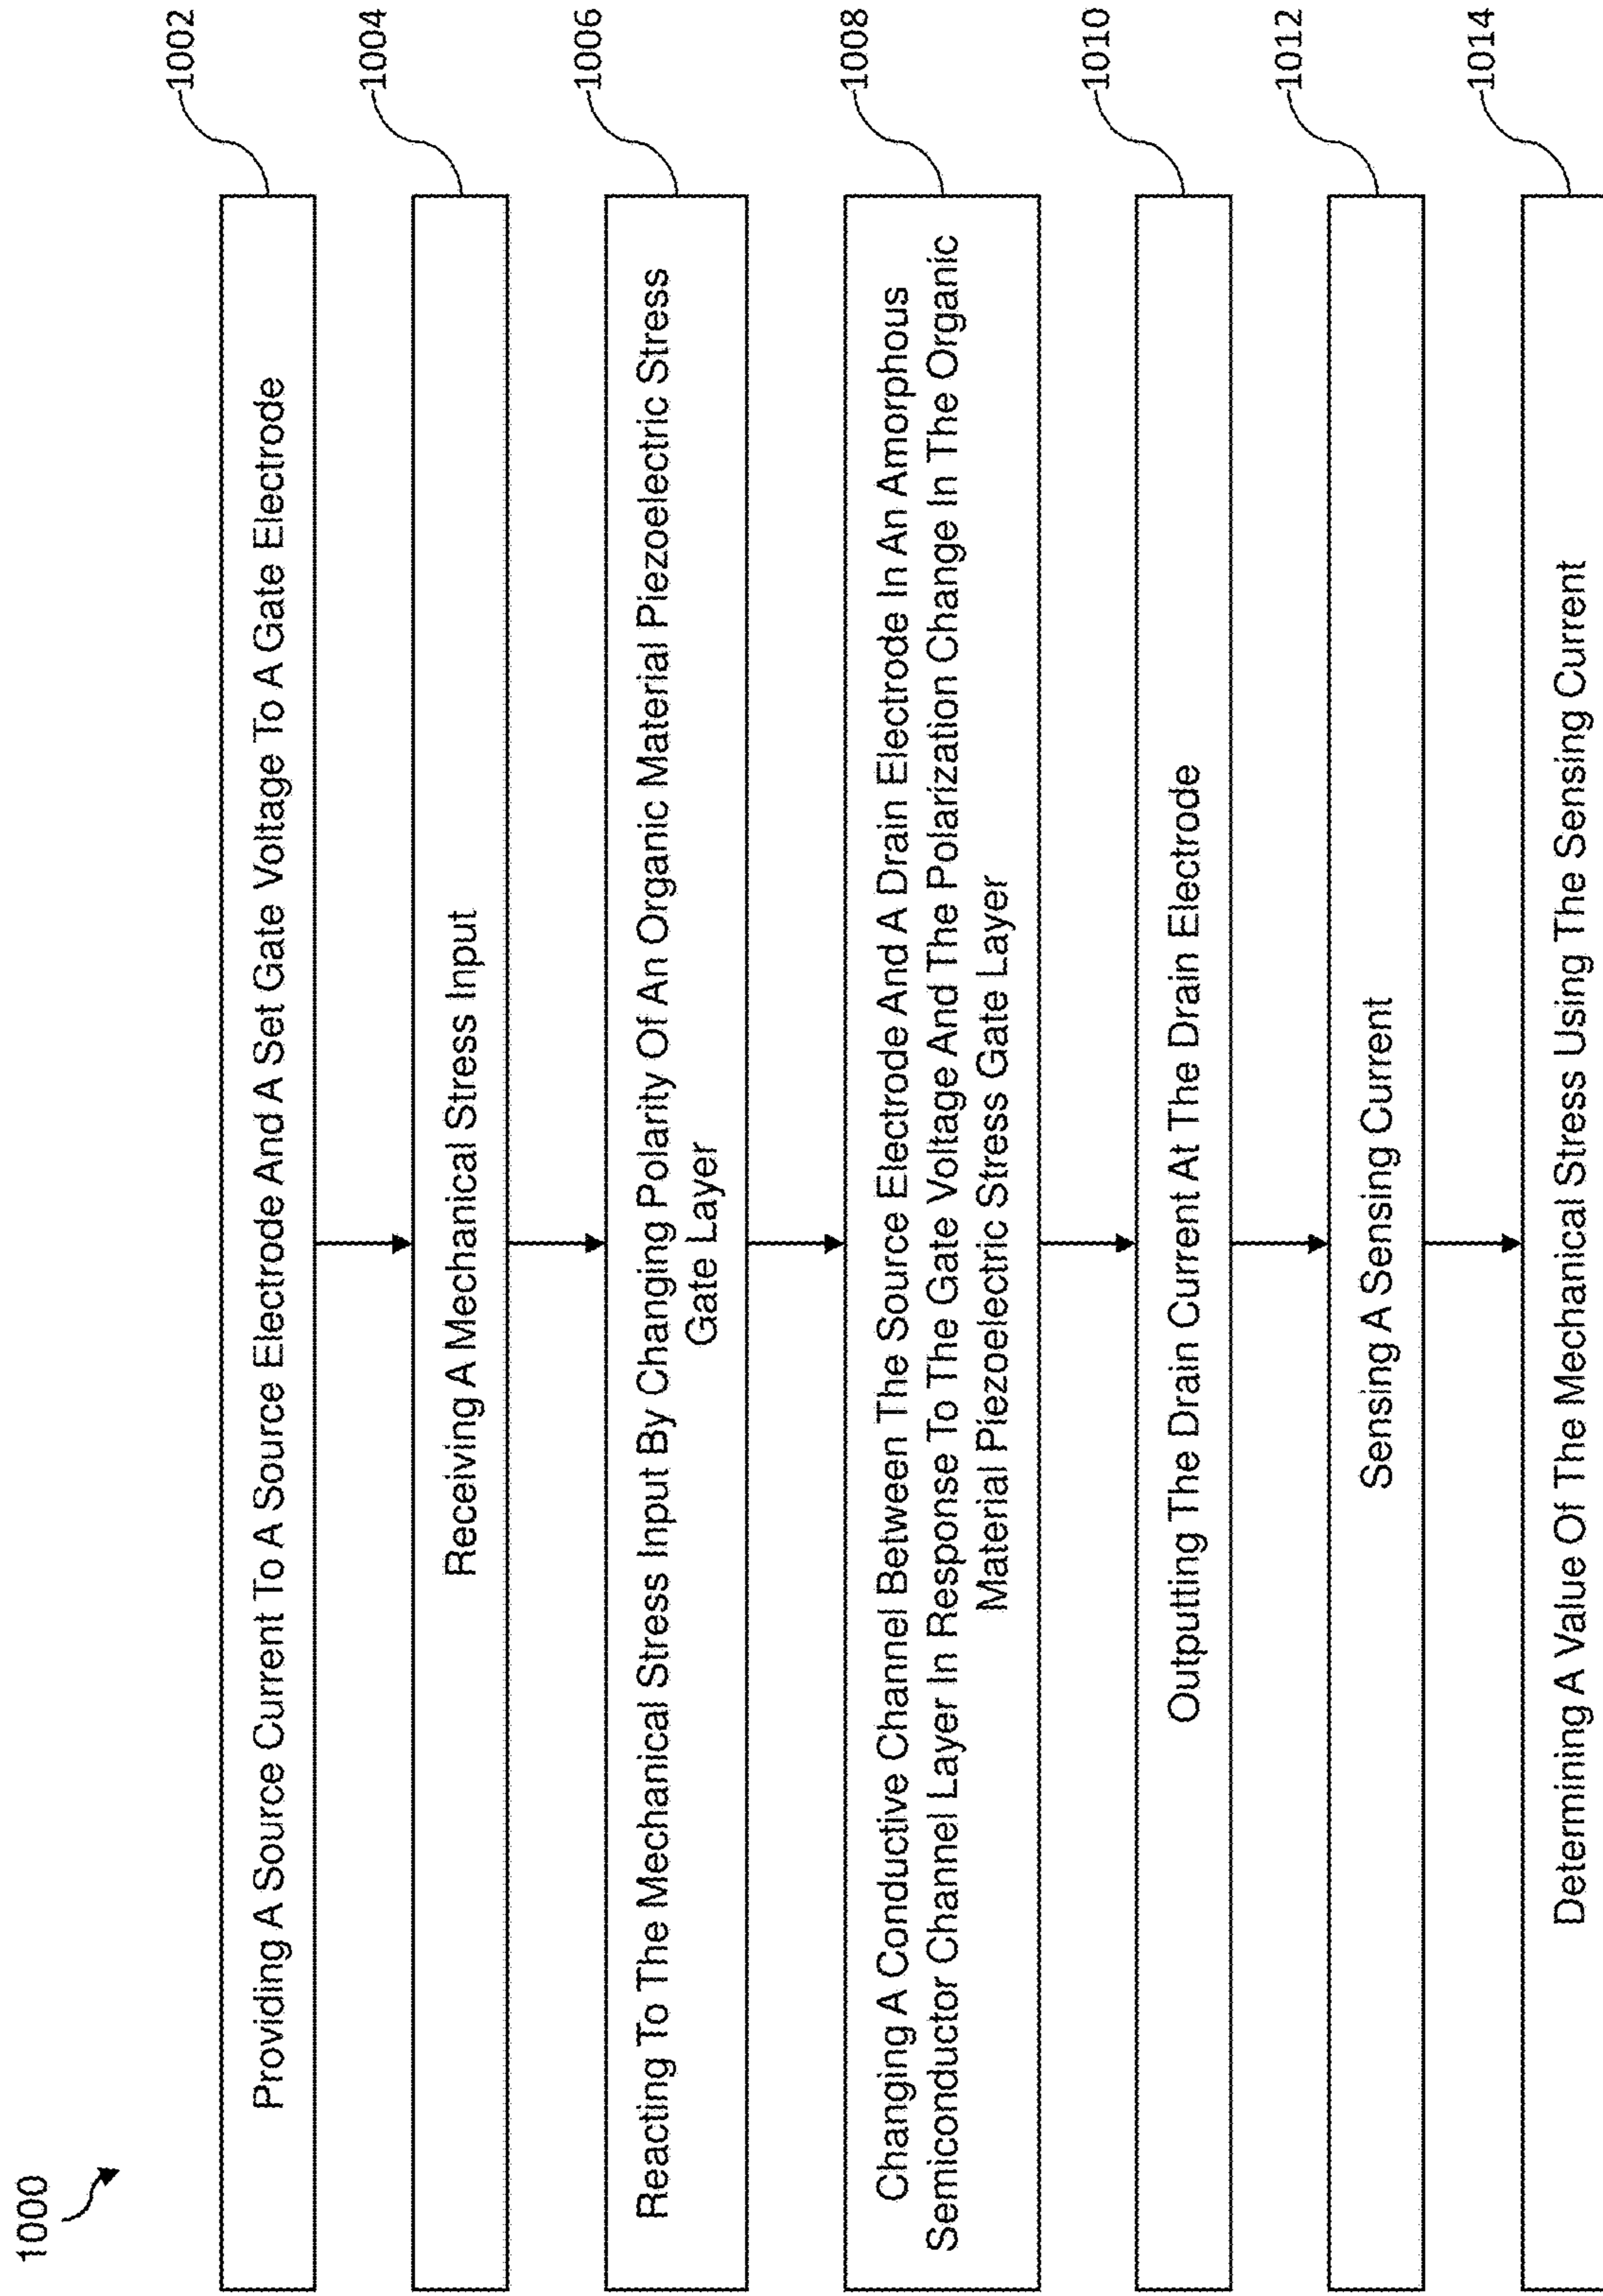 1000
1002
Providing A Source Current To A Source Electrode And A Set Gate Voltage To A Gate Electrode
1004
Receiving A Mechanical Stress Input
1006
Reacting To The Mechanical Stress Input By Changing Polarity Of An Organic Material Piezoelectric Stress
Gate Layer
1008
Changing A Conductive Channel Between The Source Electrode And A Drain Electrode In An Amorphous
Semiconductor Channel Layer In Response To The Gate Voltage And The Polarization Change In The Organic
Material Piezoelectric Stress Gate Layer
1010
Outputting The Drain Current At The Drain Electrode
1012
Sensing A Sensing Current
1014
Determining A Value Of The Mechanical Stress Using The Sensing Current